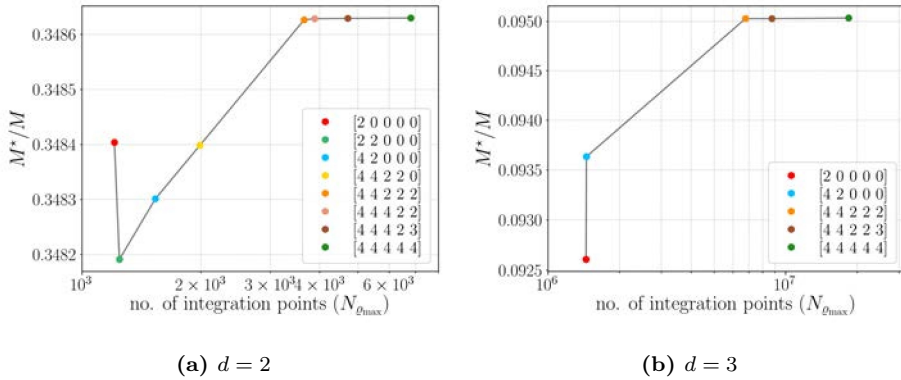 0.3486
0.3485
0.3484
0.3483
0.3482
M⋆/M
[2 0 0 0 0]
[2 2 0 0 0]
[4 2 0 0 0]
[4 4 2 2 0]
[4 4 2 2 2]
[4 4 4 2 2]
[4 4 4 2 3]
[4 4 4 4 4]
10³ 2 × 10³ 3 × 10³ 4 × 10³ 6 × 10³
no. of integration points (N_ϱmax)
(a) d = 2
0.0950
0.0945
0.0940
0.0935
0.0930
0.0925
M⋆/M
[2 0 0 0 0]
[4 2 0 0 0]
[4 4 2 2 2]
[4 4 2 2 3]
[4 4 4 4 4]
10⁶ 10⁷
no. of integration points (N_ϱmax)
(b) d = 3